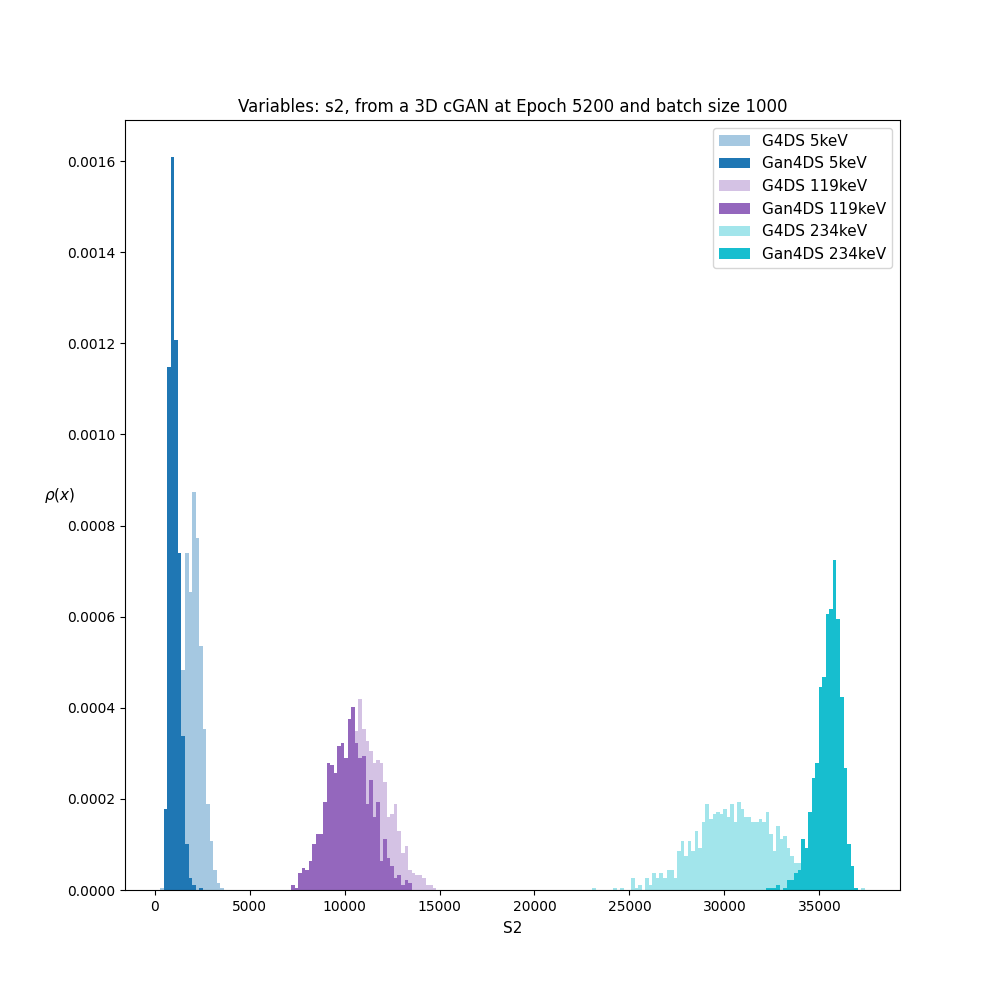 Variables: s2, from a 3D cGAN at Epoch 5200 and batch size 1000
G4DS 5keV
Gan4DS 5keV
G4DS 119keV
Gan4DS 119keV
G4DS 234keV
Gan4DS 234keV
0.0016
0.0014
0.0012
0.0010
ρ(x)
0.0008
0.0006
0.0004
0.0002
0.0000
0 5000 10000 15000 20000 25000 30000 35000
S2